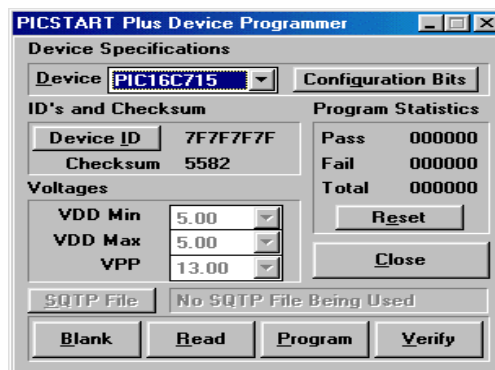 PICSTART Plus Device Programmer
Device Specifications
Device PIC16C715 Configuration Bits
ID's and Checksum
Device ID 7F7F7F7F
Checksum 5582
Program Statistics
Pass 000000
Fail 000000
Total 000000
Reset
Voltages
VDD Min 5.00
VDD Max 5.00
VPP 13.00
Close
SQTP File No SQTP File Being Used
Blank Read Program Verify